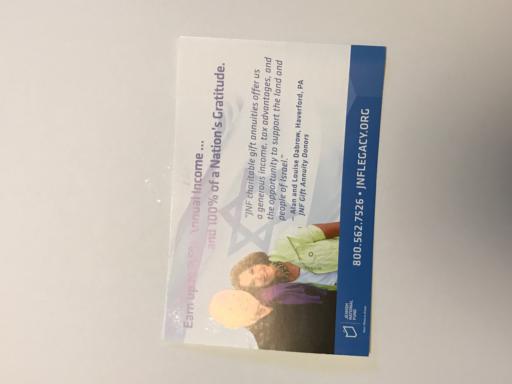 Earn up Annual Income ...
and 100% of a Nation's Gratitude.
"JNF charitable gift annuities offer us
a generous income, tax advantages, and
the opportunity to support the land and
people of Israel."
– Alan and Louise Dabrow, Haverford, PA
JNF Gift Annuity Donors
JEWISH
NATIONAL
FUND
800.562.7526 • JNFLEGACY.ORG